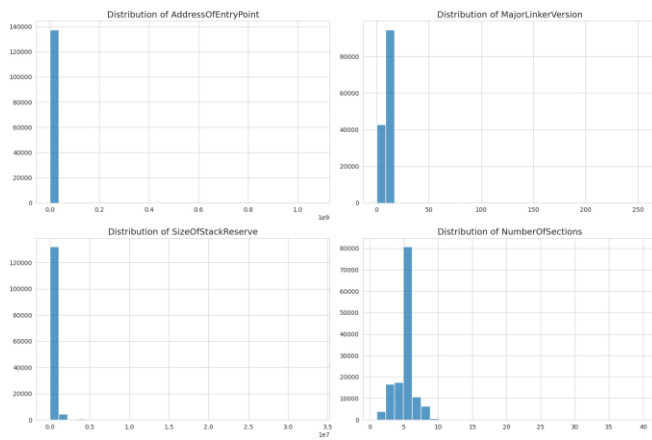 Distribution of AddressOfEntryPoint
140000
120000
100000
80000
60000
40000
20000
0
0.0 0.2 0.4 0.6 0.8 1.0
1e9
Distribution of MajorLinkerVersion
80000
60000
40000
20000
0
0 50 100 150 200 250
Distribution of SizeOfStackReserve
120000
100000
80000
60000
40000
20000
0
0.0 0.5 1.0 1.5 2.0 2.5 3.0 3.5
1e7
Distribution of NumberOfSections
80000
70000
60000
50000
40000
30000
20000
10000
0
0 5 10 15 20 25 30 35 40